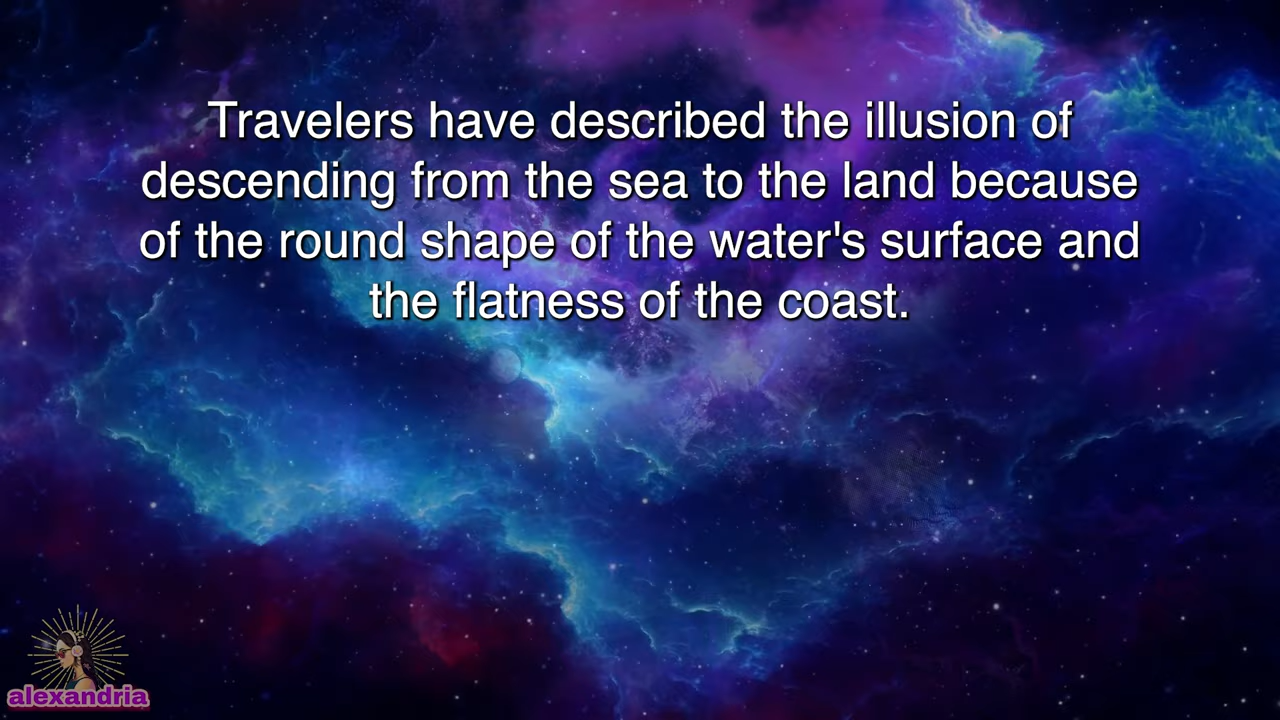 Travelers have described the illusion of
descending from the sea to the land because
of the round shape of the water's surface and
the flatness of the coast.
alexandria